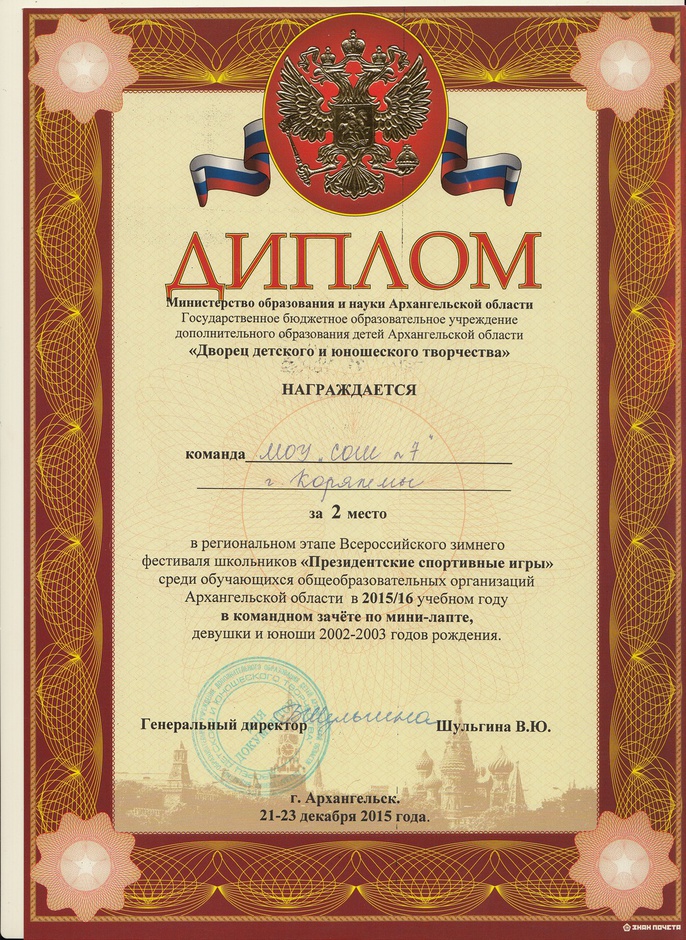 ДИПЛОМ
Министерство образования и науки Архангельской области
Государственное бюджетное образовательное учреждение
дополнительного образования детей Архангельской области
«Дворец детского и юношеского творчества»
НАГРАЖДАЕТСЯ
команда МОУ „СОШ №7"
г Коряжмы
за 2 место
в региональном этапе Всероссийского зимнего
фестиваля школьников «Президентские спортивные игры»
среди обучающихся общеобразовательных организаций
Архангельской области в 2015/16 учебном году
в командном зачёте по мини-лапте,
девушки и юноши 2002-2003 годов рождения.
Генеральный директор Шульгина В.Ю.
г. Архангельск.
21-23 декабря 2015 года.
ЗНАК ПОЧЕТА